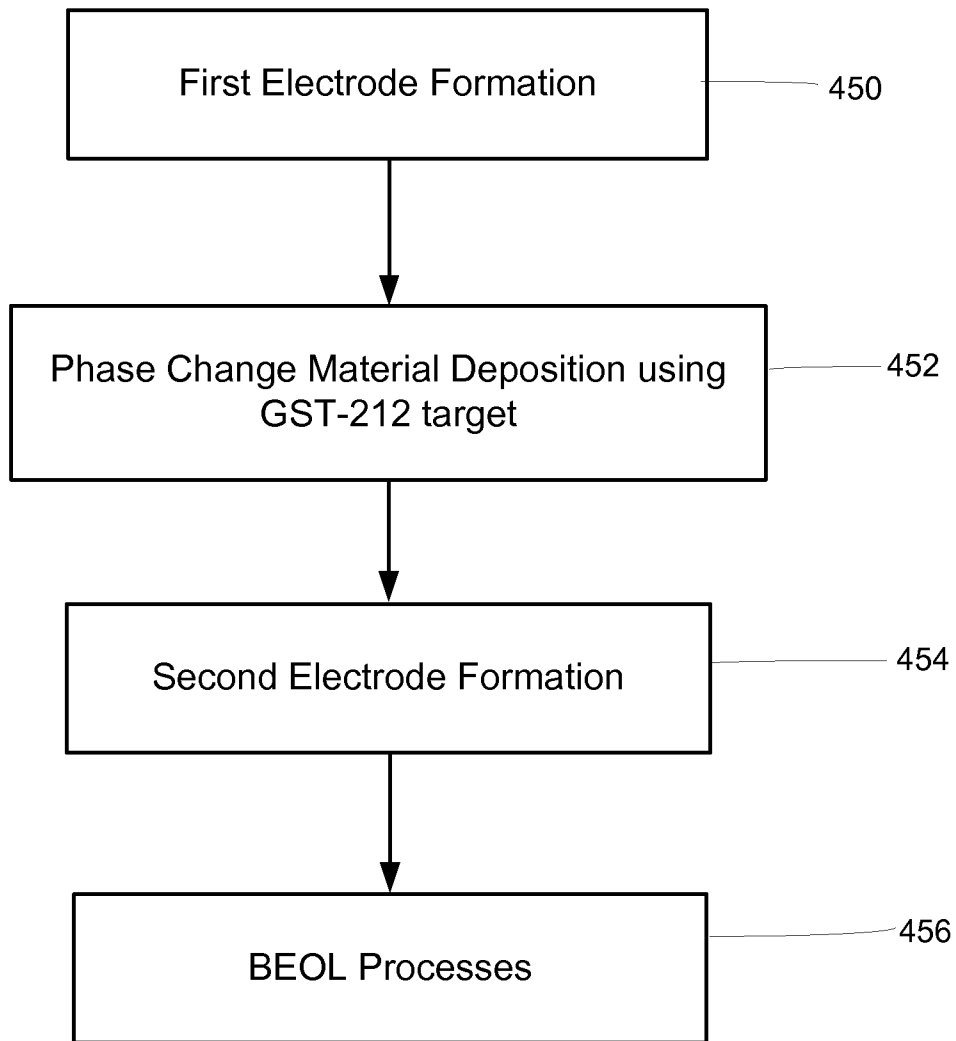 First Electrode Formation
450
Phase Change Material Deposition using
GST-212 target
452
Second Electrode Formation
454
BEOL Processes
456